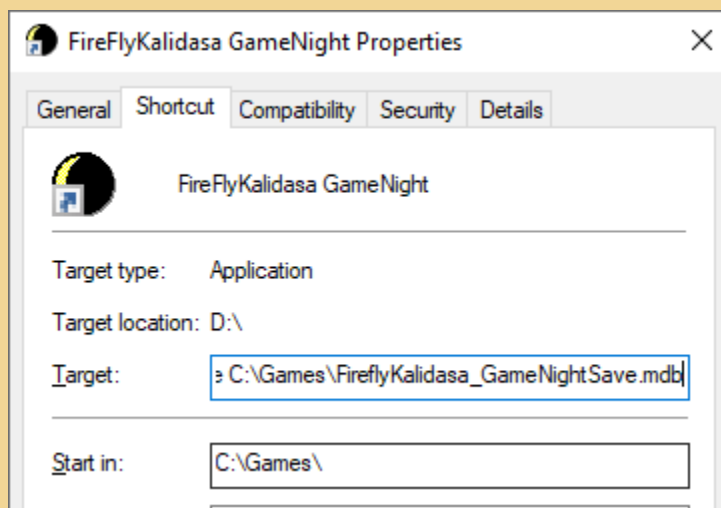 FireFlyKalidasa GameNight Properties
General Shortcut Compatibility Security Details
FireFlyKalidasa GameNight
Target type: Application
Target location: D:\
Target: e C:\Games\FireflyKalidasa_GameNightSave.mdb
Start in: C:\Games\